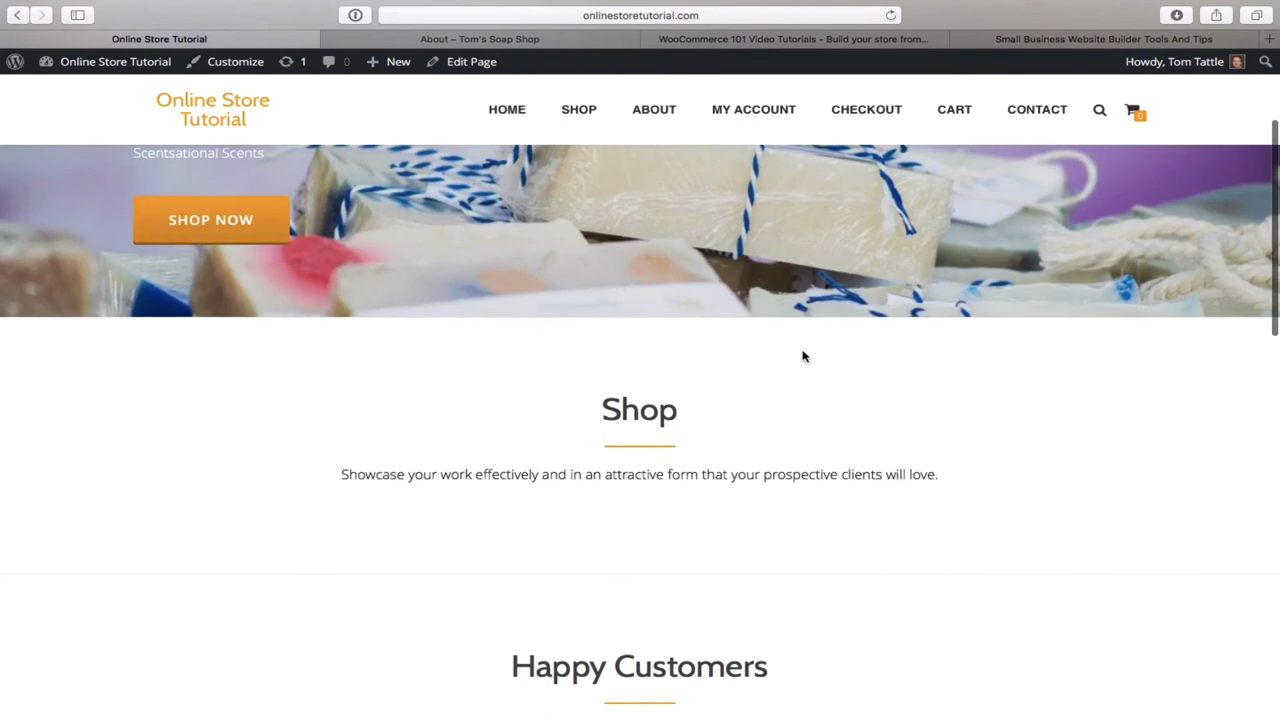 onlinestoretutorial.com
Online Store Tutorial
About – Tom's Soap Shop
WooCommerce 101 Video Tutorials - Build your store from...
Small Business Website Builder Tools And Tips
Online Store Tutorial
Customize
1
0
New
Edit Page
Howdy, Tom Tattle
Online Store
Tutorial
HOME
SHOP
ABOUT
MY ACCOUNT
CHECKOUT
CART
CONTACT
0
Scentsational Scents
SHOP NOW
Shop
Showcase your work effectively and in an attractive form that your prospective clients will love.
Happy Customers